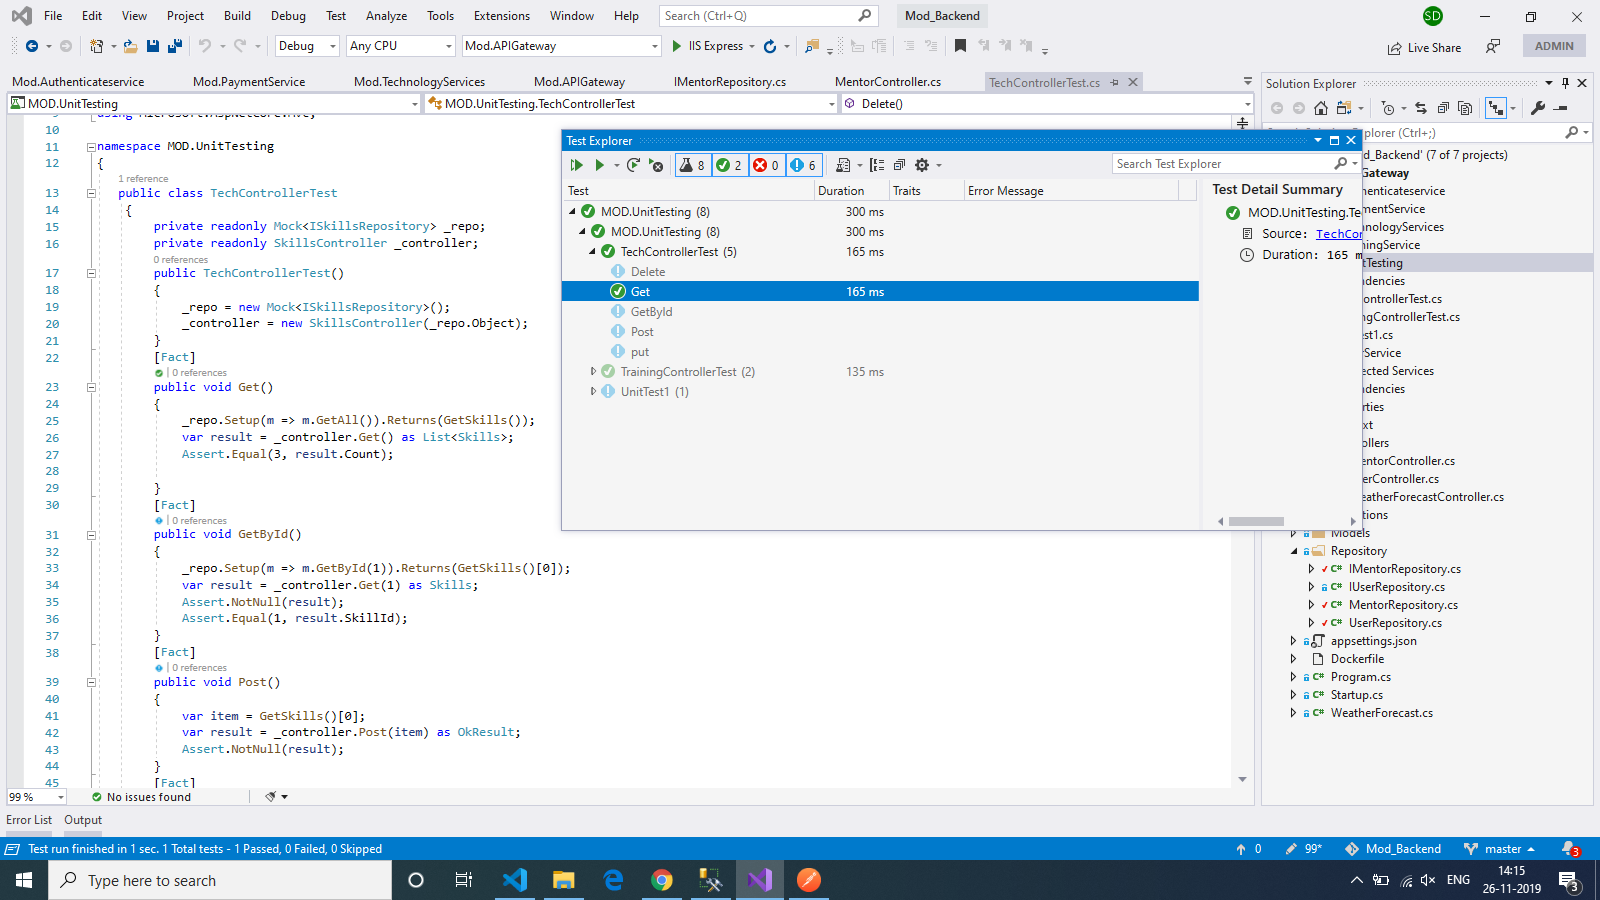 File Edit View Project Build Debug Test Analyze Tools Extensions Window Help Search (Ctrl+Q) Mod_Backend SD
Debug Any CPU Mod.APIGateway IIS Express Live Share ADMIN
Mod.Authenticateservice Mod.PaymentService Mod.TechnologyServices Mod.APIGateway IMentorRepository.cs MentorController.cs TechControllerTest.cs
MOD.UnitTesting MOD.UnitTesting.TechControllerTest Delete()
10
11 namespace MOD.UnitTesting
12 {
1 reference
13 public class TechControllerTest
14 {
15 private readonly Mock<ISkillsRepository> _repo;
16 private readonly SkillsController _controller;
0 references
17 public TechControllerTest()
18 {
19 _repo = new Mock<ISkillsRepository>();
20 _controller = new SkillsController(_repo.Object);
21 }
22 [Fact]
| 0 references
23 public void Get()
24 {
25 _repo.Setup(m => m.GetAll()).Returns(GetSkills());
26 var result = _controller.Get() as List<Skills>;
27 Assert.Equal(3, result.Count);
28
29 }
30 [Fact]
| 0 references
31 public void GetById()
32 {
33 _repo.Setup(m => m.GetById(1)).Returns(GetSkills()[0]);
34 var result = _controller.Get(1) as Skills;
35 Assert.NotNull(result);
36 Assert.Equal(1, result.SkillId);
37 }
38 [Fact]
| 0 references
39 public void Post()
40 {
41 var item = GetSkills()[0];
42 var result = _controller.Post(item) as OkResult;
43 Assert.NotNull(result);
44 }
45 [Fact]
99 % No issues found
Test Explorer
8 2 0 6 Search Test Explorer
Test Duration Traits Error Message
MOD.UnitTesting (8) 300 ms
MOD.UnitTesting (8) 300 ms
TechControllerTest (5) 165 ms
Delete
Get 165 ms
GetById
Post
put
TrainingControllerTest (2) 135 ms
UnitTest1 (1)
Test Detail Summary
MOD.UnitTesting.Te
Source: TechCor
Duration: 165 m
Solution Explorer
Explorer (Ctrl+;)
d_Backend' (7 of 7 projects)
Gateway
henticateservice
mentService
hnologyServices
ningService
tTesting
ndencies
controllerTest.cs
ngControllerTest.cs
est1.cs
rService
ected Services
ndencies
rties
xt
ollers
entorController.cs
erController.cs
eatherForecastController.cs
tions
Models
Repository
IMentorRepository.cs
IUserRepository.cs
MentorRepository.cs
UserRepository.cs
appsettings.json
Dockerfile
Program.cs
Startup.cs
WeatherForecast.cs
Error List Output
Test run finished in 1 sec. 1 Total tests - 1 Passed, 0 Failed, 0 Skipped 0 99* Mod_Backend master 3
Type here to search ENG 14:15 26-11-2019 3